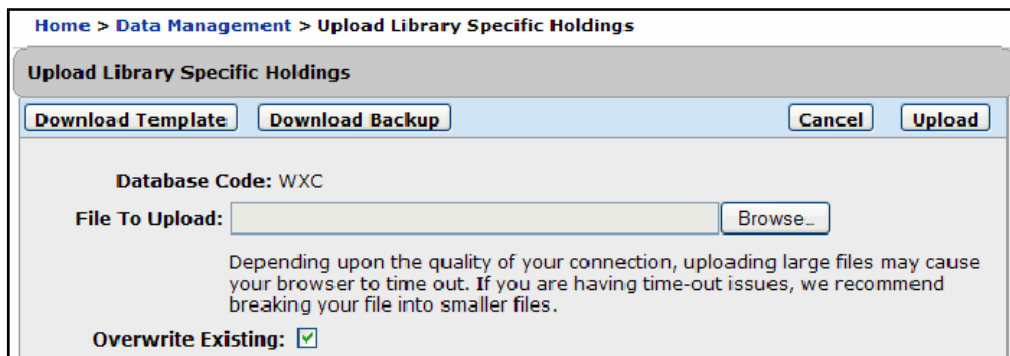 Home > Data Management > Upload Library Specific Holdings
Upload Library Specific Holdings
Download Template Download Backup Cancel Upload
Database Code: WXC
File To Upload: Browse...
Depending upon the quality of your connection, uploading large files may cause
your browser to time out. If you are having time-out issues, we recommend
breaking your file into smaller files.
Overwrite Existing: